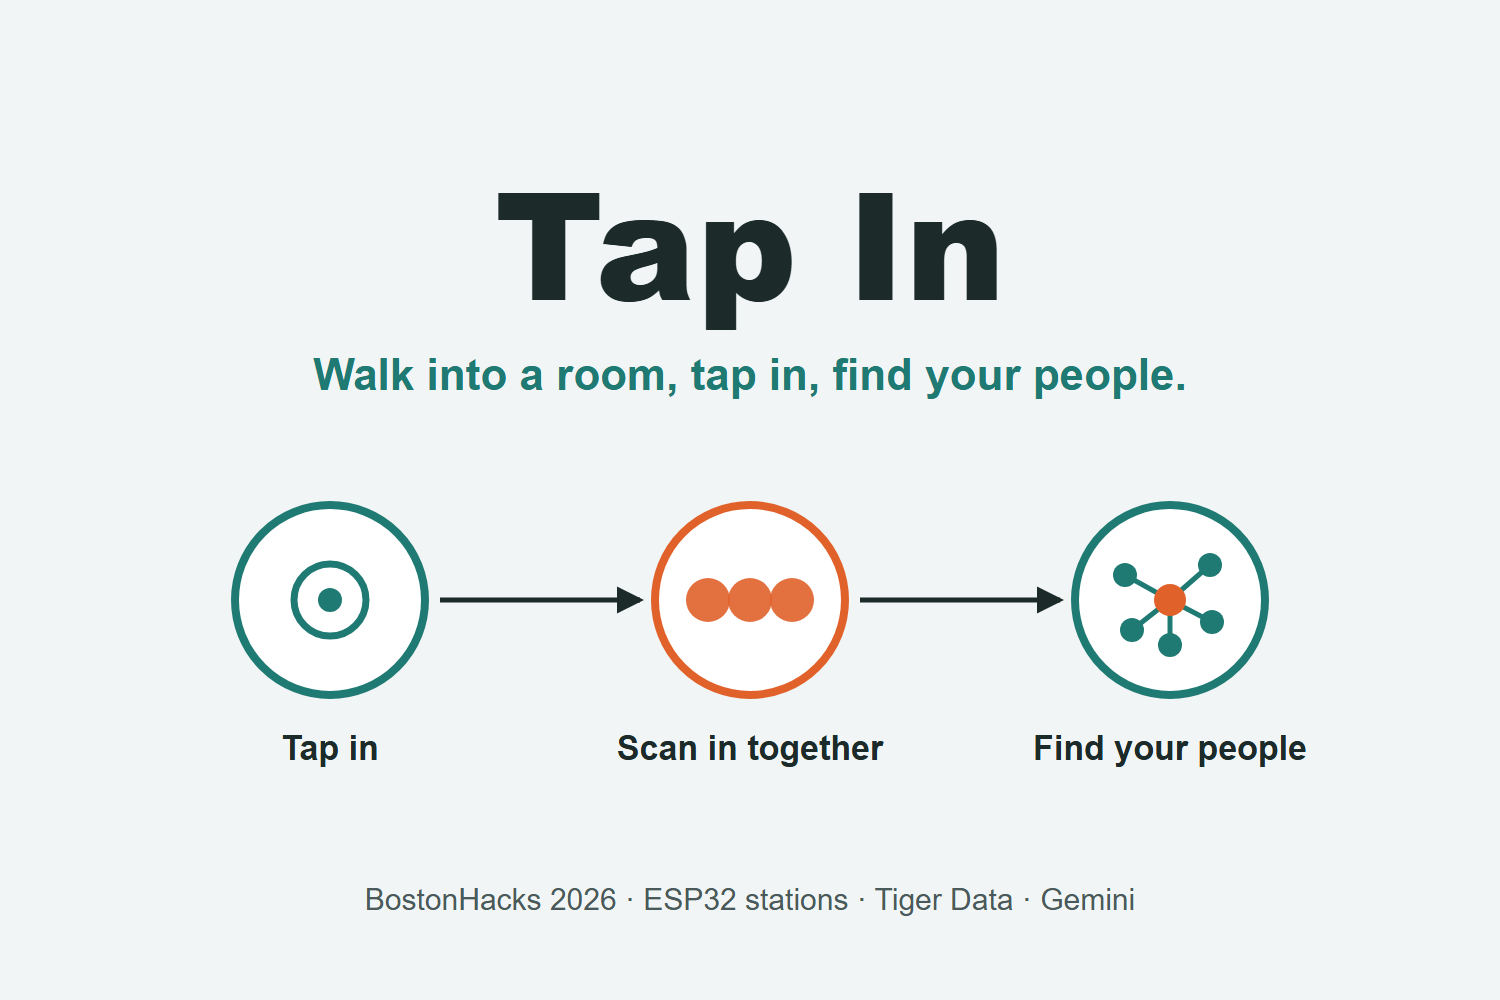 Tap In
Walk into a room, tap in, find your people.
Tap in
Scan in together
Find your people
BostonHacks 2026 · ESP32 stations · Tiger Data · Gemini